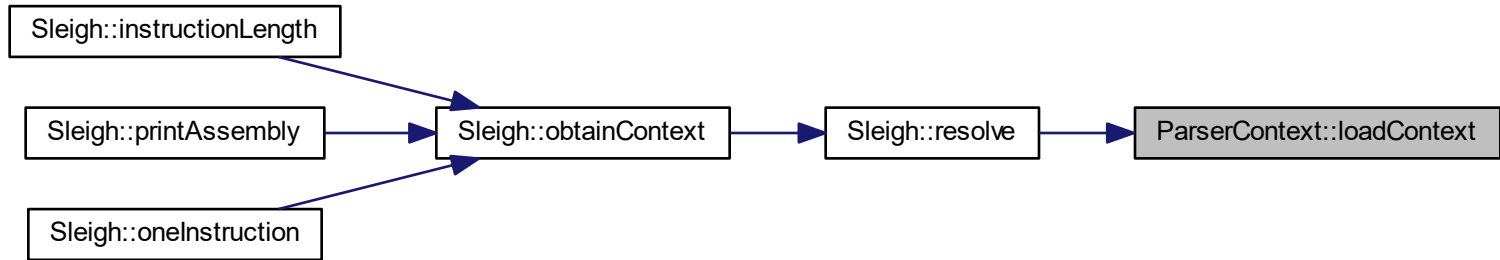 Sleigh::instructionLength
Sleigh::printAssembly
Sleigh::obtainContext
Sleigh::resolve
ParserContext::loadContext
Sleigh::oneInstruction